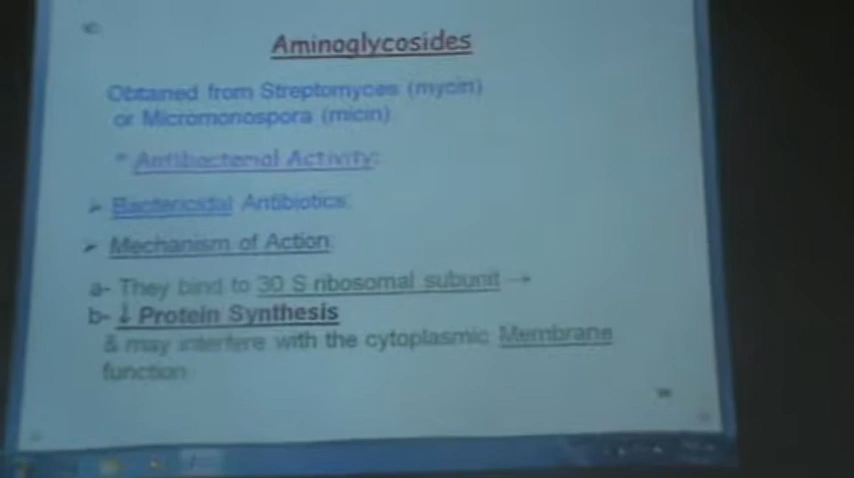 Aminoglycosides
Obtained from Streptomyces (mycin)
or Micromonospora (micin)
* Antibacterial Activity:
➢ Bactericidal Antibiotics:
➢ Mechanism of Action:
a- They bind to 30 S ribosomal subunit →
b- ↓ Protein Synthesis
& may interfere with the cytoplasmic Membrane
function